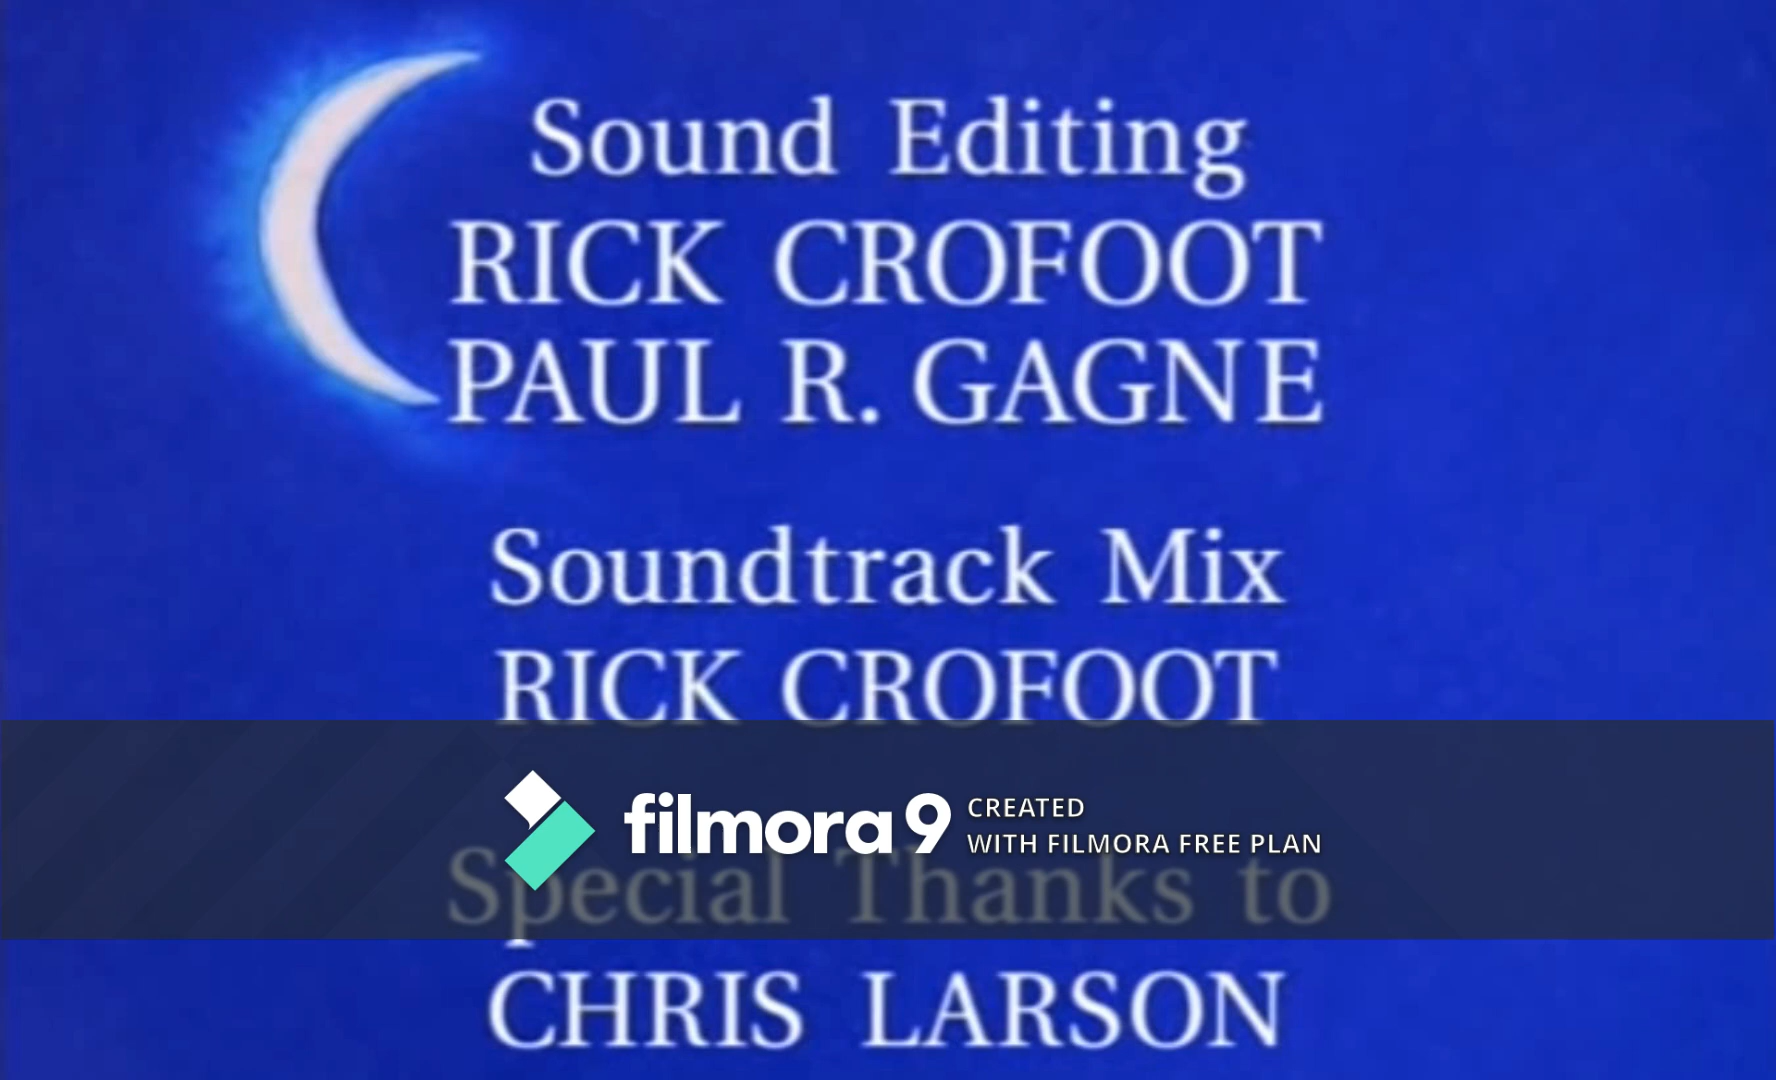 Sound Editing
RICK CROFOOT
PAUL R. GAGNE
Soundtrack Mix
RICK CROFOOT
filmora9 CREATED
WITH FILMORA FREE PLAN
Special Thanks to
CHRIS LARSON